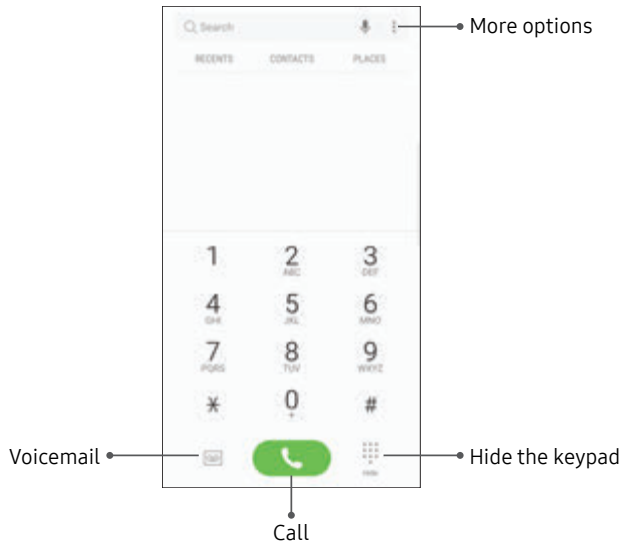 Search
More options
RECENTS CONTACTS PLACES
1 2 3
ABC DEF
4 5 6
GHI JKL MNO
7 8 9
PQRS TUV WXYZ
* 0 #
+
Voicemail
Hide the keypad
Hide
Call